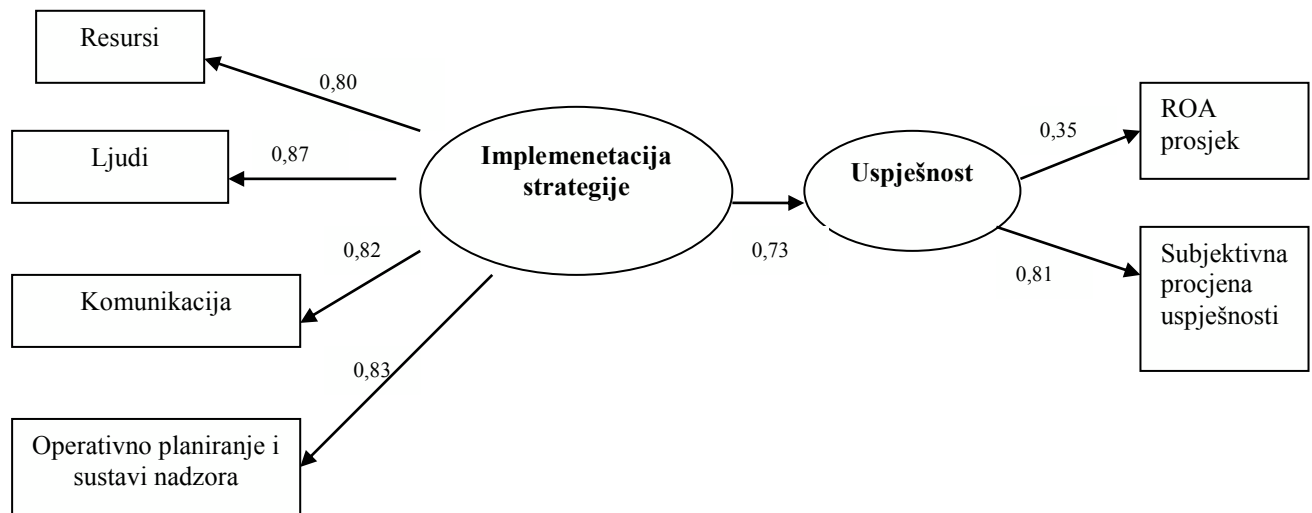 Resursi
0,80
Ljudi
0,87
Komunikacija
0,82
Operativno planiranje i
sustavi nadzora
0,83
Implemenetacija
strategije
0,73
Uspješnost
0,35
ROA
prosjek
0,81
Subjektivna
procjena
uspješnosti